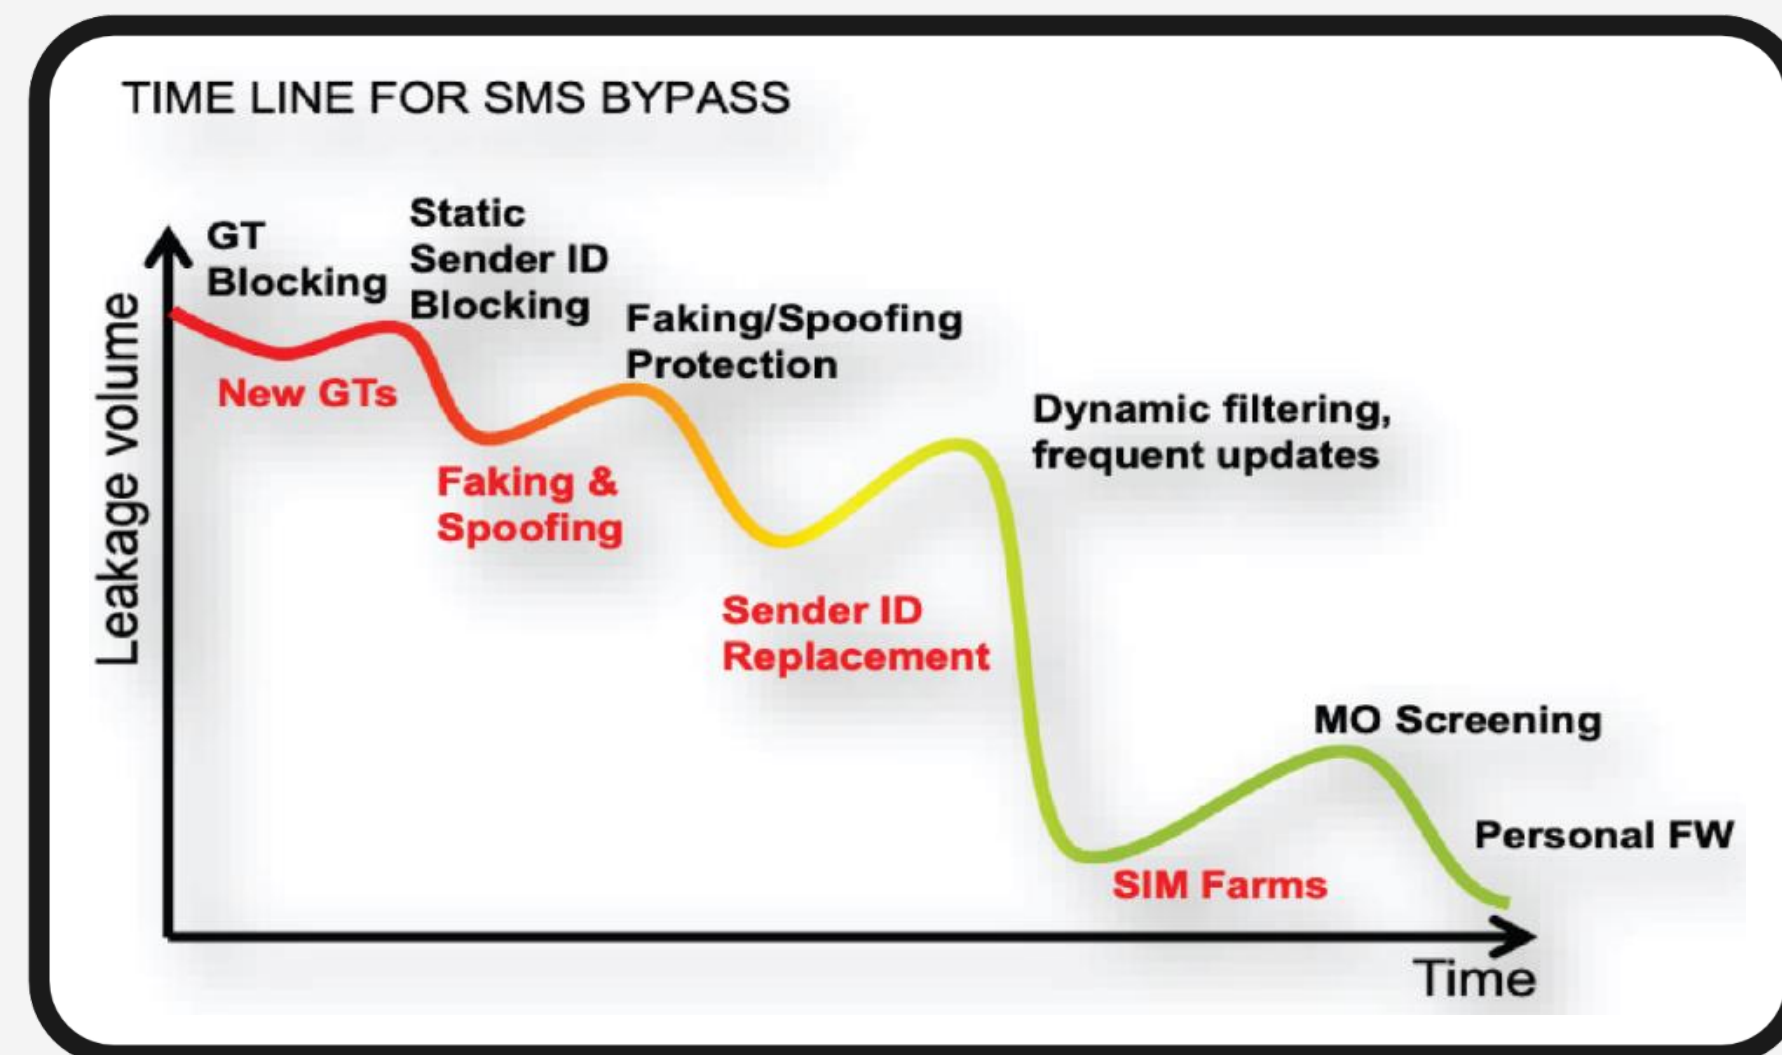 TIME LINE FOR SMS BYPASS
GT
Blocking
Static
Sender ID
Blocking
Faking/Spoofing
Protection
Dynamic filtering,
frequent updates
MO Screening
Personal FW
New GTs
Faking &
Spoofing
Sender ID
Replacement
SIM Farms
Leakage volume
Time